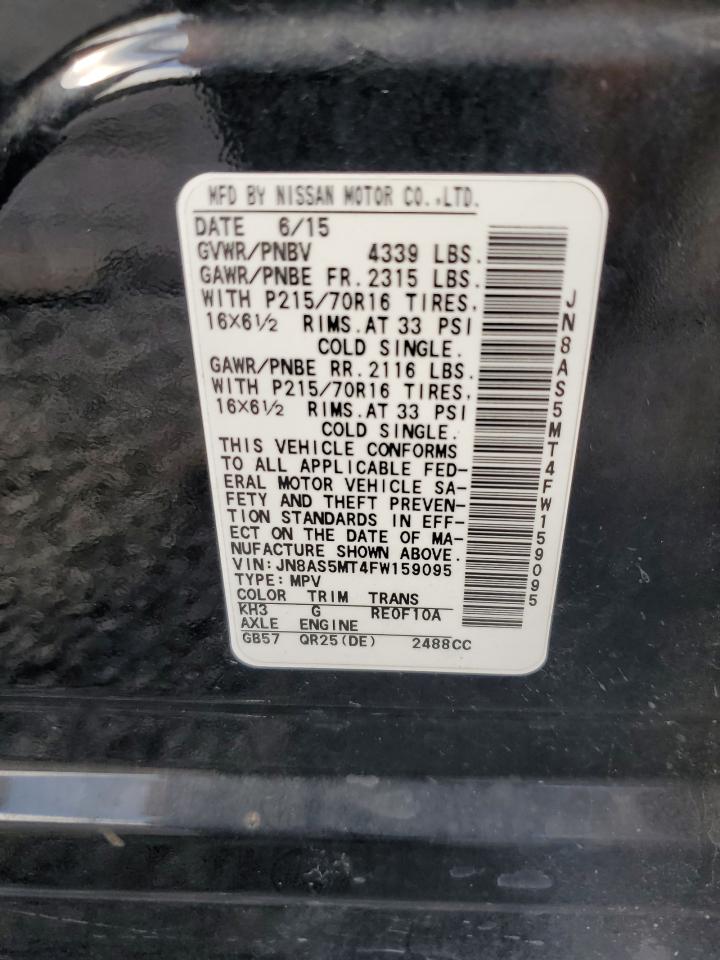 MFD BY NISSAN MOTOR CO.,LTD.
DATE 6/15
GVWR/PNBV 4339 LBS.
GAWR/PNBE FR.2315 LBS.
WITH P215/70R16 TIRES,
16X6½ RIMS.AT 33 PSI
COLD SINGLE.
GAWR/PNBE RR.2116 LBS.
WITH P215/70R16 TIRES,
16X6½ RIMS.AT 33 PSI
COLD SINGLE.
THIS VEHICLE CONFORMS
TO ALL APPLICABLE FED-
ERAL MOTOR VEHICLE SA-
FETY AND THEFT PREVEN-
TION STANDARDS IN EFF-
ECT ON THE DATE OF MA-
NUFACTURE SHOWN ABOVE.
VIN:JN8AS5MT4FW159095
TYPE:MPV
COLOR TRIM TRANS
KH3 G RE0F10A
AXLE ENGINE
GB57 QR25(DE) 2488CC
JN8AS5MT4FW159095